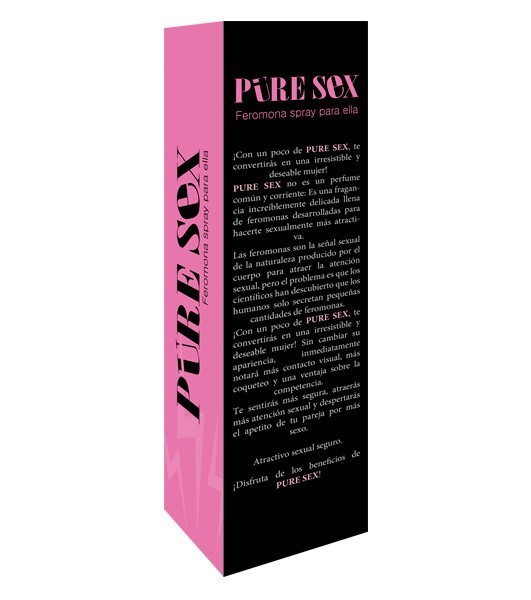 PURE SEX
Feromona spray para ella
PURE SEX
Feromona spray para ella
¡Con un poco de PURE SEX, te
convertirás en una irresistible y
deseable mujer!
PURE SEX no es un perfume
común y corriente: Es una fragan-
cia increíblemente delicada llena
de feromonas desarrolladas para
hacerte sexualmente más atracti-
va.
Las feromonas son la señal sexual
de la naturaleza producido por el
cuerpo para atraer la atención
sexual, pero el problema es que los
científicos han descubierto que los
humanos solo secretan pequeñas
cantidades de feromonas.
¡Con un poco de PURE SEX, te
convertirás en una irresistible y
deseable mujer! Sin cambiar su
apariencia, inmediatamente
notará más contacto visual, más
coqueteo y una ventaja sobre la
competencia.
Te sentirás más segura, atraerás
más atención sexual y despertarás
el apetito de tu pareja por más
sexo.
Atractivo sexual seguro.
¡Disfruta de los beneficios de
PURE SEX!